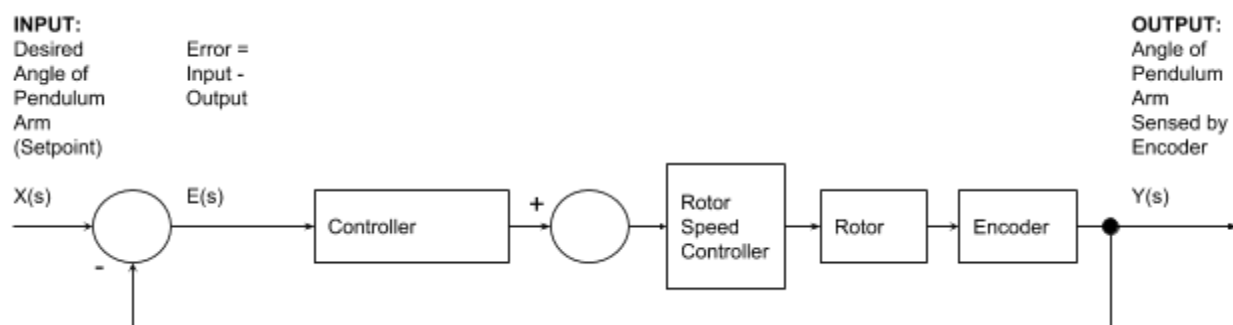 INPUT:
Desired
Angle of
Pendulum
Arm
(Setpoint)
Error =
Input -
Output
OUTPUT:
Angle of
Pendulum
Arm
Sensed by
Encoder
X(s)
E(s)
Y(s)
-
Controller
+
Rotor
Speed
Controller
Rotor
Encoder